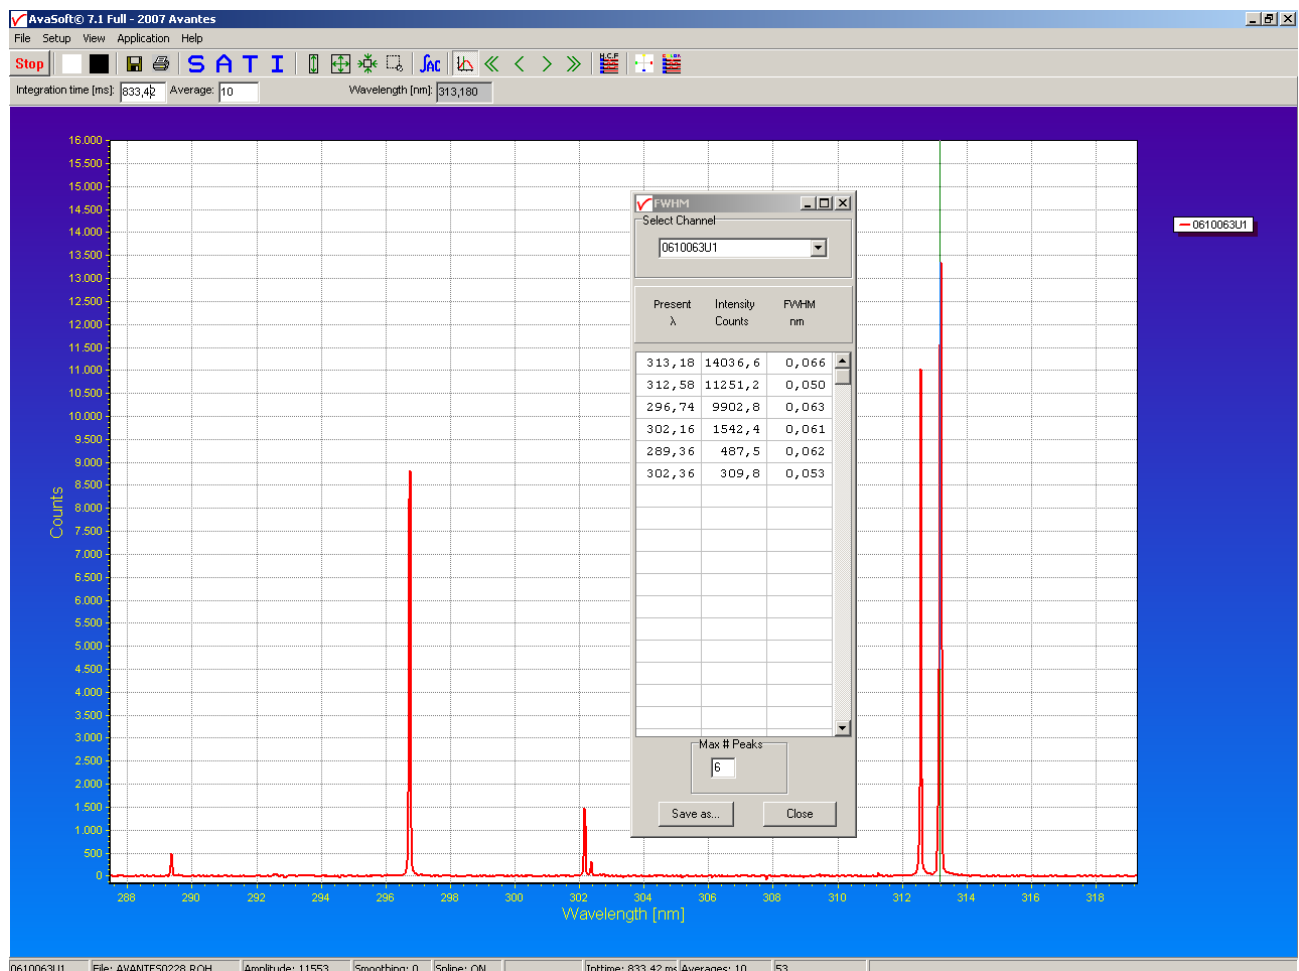 AvaSoft© 7.1 Full - 2007 Avantes
File Setup View Application Help
Stop S A T I ∫AC H.C.F
Integration time [ms]: 833,42 Average: 10 Wavelength [nm]: 313,180
16.000
15.500
15.000
14.500
14.000
13.500
13.000
12.500
12.000
11.500
11.000
10.500
10.000
9.500
9.000
8.500
8.000
7.500
7.000
6.500
6.000
5.500
5.000
4.500
4.000
3.500
3.000
2.500
2.000
1.500
1.000
500
0
Counts
288 290 292 294 296 298 300 302 304 306 308 310 312 314 316 318
Wavelength [nm]
0610063U1
FWHM
Select Channel
0610063U1
Present Intensity FWHM
λ Counts nm
313,18 14036,6 0,066
312,58 11251,2 0,050
296,74 9902,8 0,063
302,16 1542,4 0,061
289,36 487,5 0,062
302,36 309,8 0,053
Max # Peaks
6
Save as... Close
0610063U1 File: AVANTES0228.ROH Amplitude: 11553 Smoothing: 0 Spline: ON Inttime: 833.42 ms Averages: 10 53